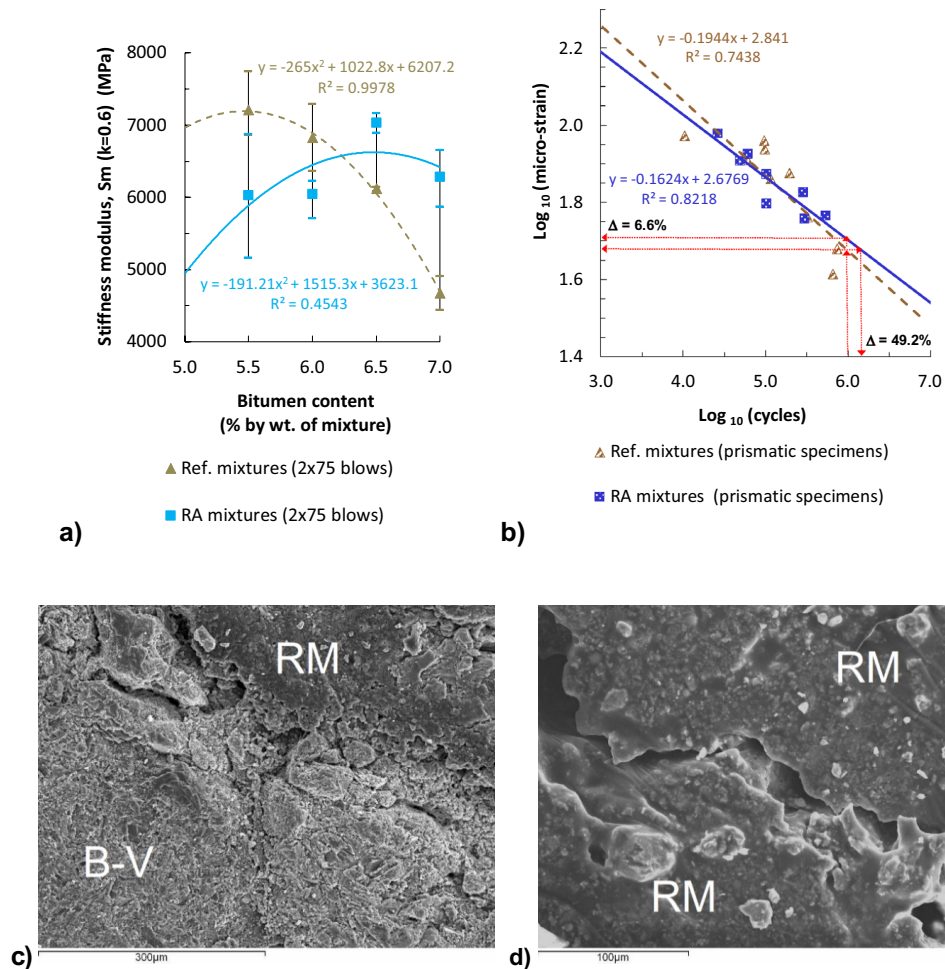 8000
7000
6000
5000
4000
5.0
5.5
6.0
6.5
7.0
Stiffness modulus, Sm (k=0.6) (MPa)
y = -265x² + 1022.8x + 6207.2
R² = 0.9978
y = -191.21x² + 1515.3x + 3623.1
R² = 0.4543
Bitumen content
(% by wt. of mixture)
Ref. mixtures (2x75 blows)
RA mixtures (2x75 blows)
a)
2.2
2.0
1.8
1.6
1.4
3.0
4.0
5.0
6.0
7.0
Log 10 (micro-strain)
y = -0.1944x + 2.841
R² = 0.7438
y = -0.1624x + 2.6769
R² = 0.8218
Δ = 6.6%
Δ = 49.2%
Log 10 (cycles)
Ref. mixtures (prismatic specimens)
RA mixtures (prismatic specimens)
b)
RM
B-V
c)
300µm
RM
RM
d)
100µm